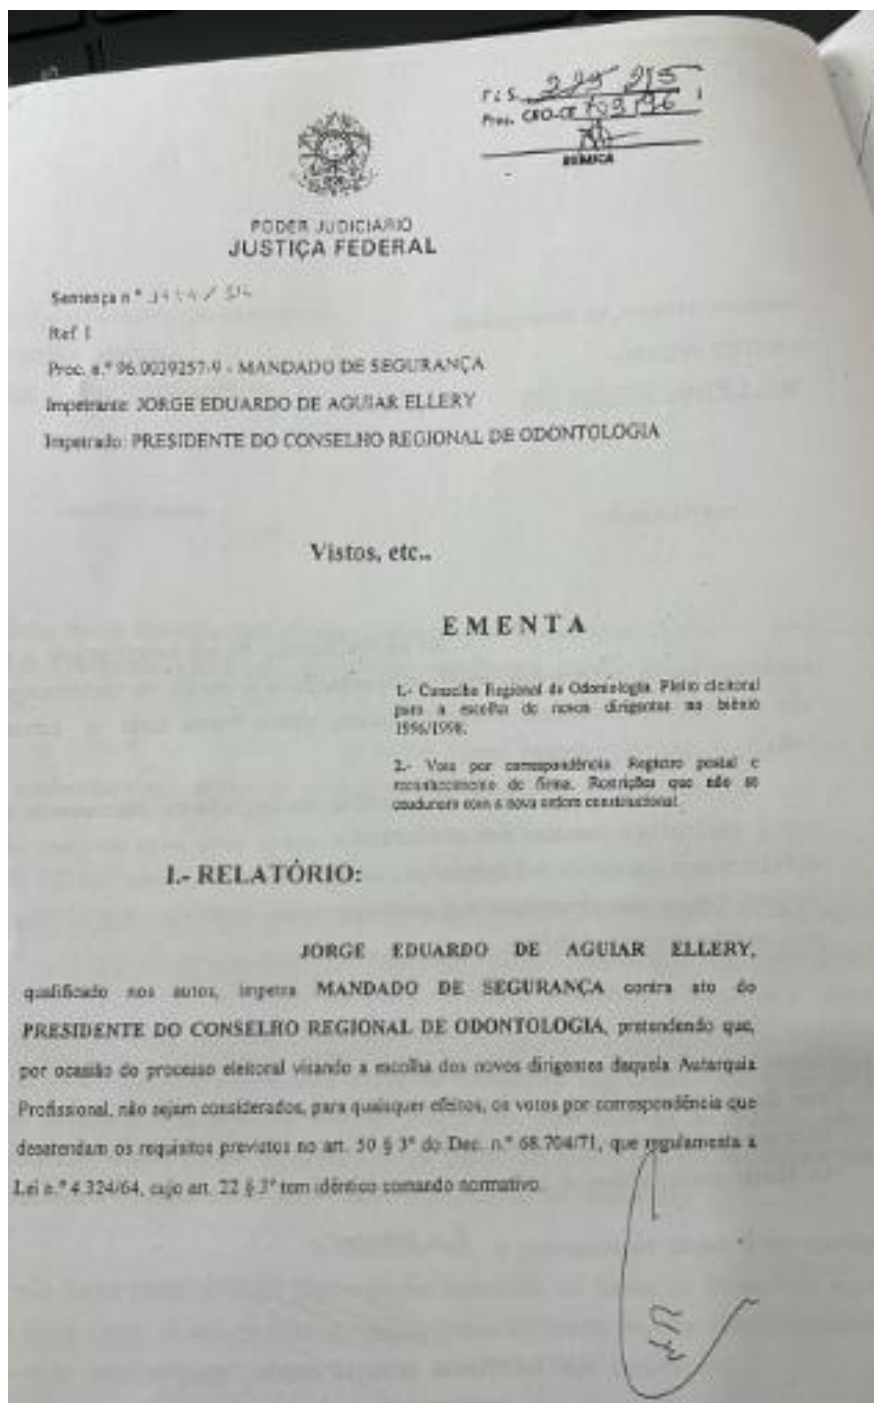 FLS. 215
Proc. CRO-CE 709/96
RUBRICA
PODER JUDICIÁRIO
JUSTIÇA FEDERAL
Sentença n°
Ref 1
Proc. n.° 96.0029257-9 - MANDADO DE SEGURANÇA
Impetrante: JORGE EDUARDO DE AGUIAR ELLERY
Impetrado: PRESIDENTE DO CONSELHO REGIONAL DE ODONTOLOGIA
Vistos, etc..
EMENTA
1.- Conselho Regional de Odontologia. Pleito eleitoral
para a escolha de novos dirigentes no biênio
1996/1998.
2.- Voto por correspondência. Registro postal e
reconhecimento de firma. Restrições que não se
coadunam com a nova ordem constitucional.
I.- RELATÓRIO:
JORGE EDUARDO DE AGUIAR ELLERY,
qualificado nos autos, impetra MANDADO DE SEGURANÇA contra ato do
PRESIDENTE DO CONSELHO REGIONAL DE ODONTOLOGIA, pretendendo que,
por ocasião do processo eleitoral visando a escolha dos novos dirigentes daquela Autarquia
Profissional, não sejam considerados, para quaisquer efeitos, os votos por correspondência que
desatendam os requisitos previstos no art. 50 § 3° do Dec. n.° 68.704/71, que regulamenta a
Lei n.° 4.324/64, cujo art. 22 § 3° tem idêntico comando normativo.